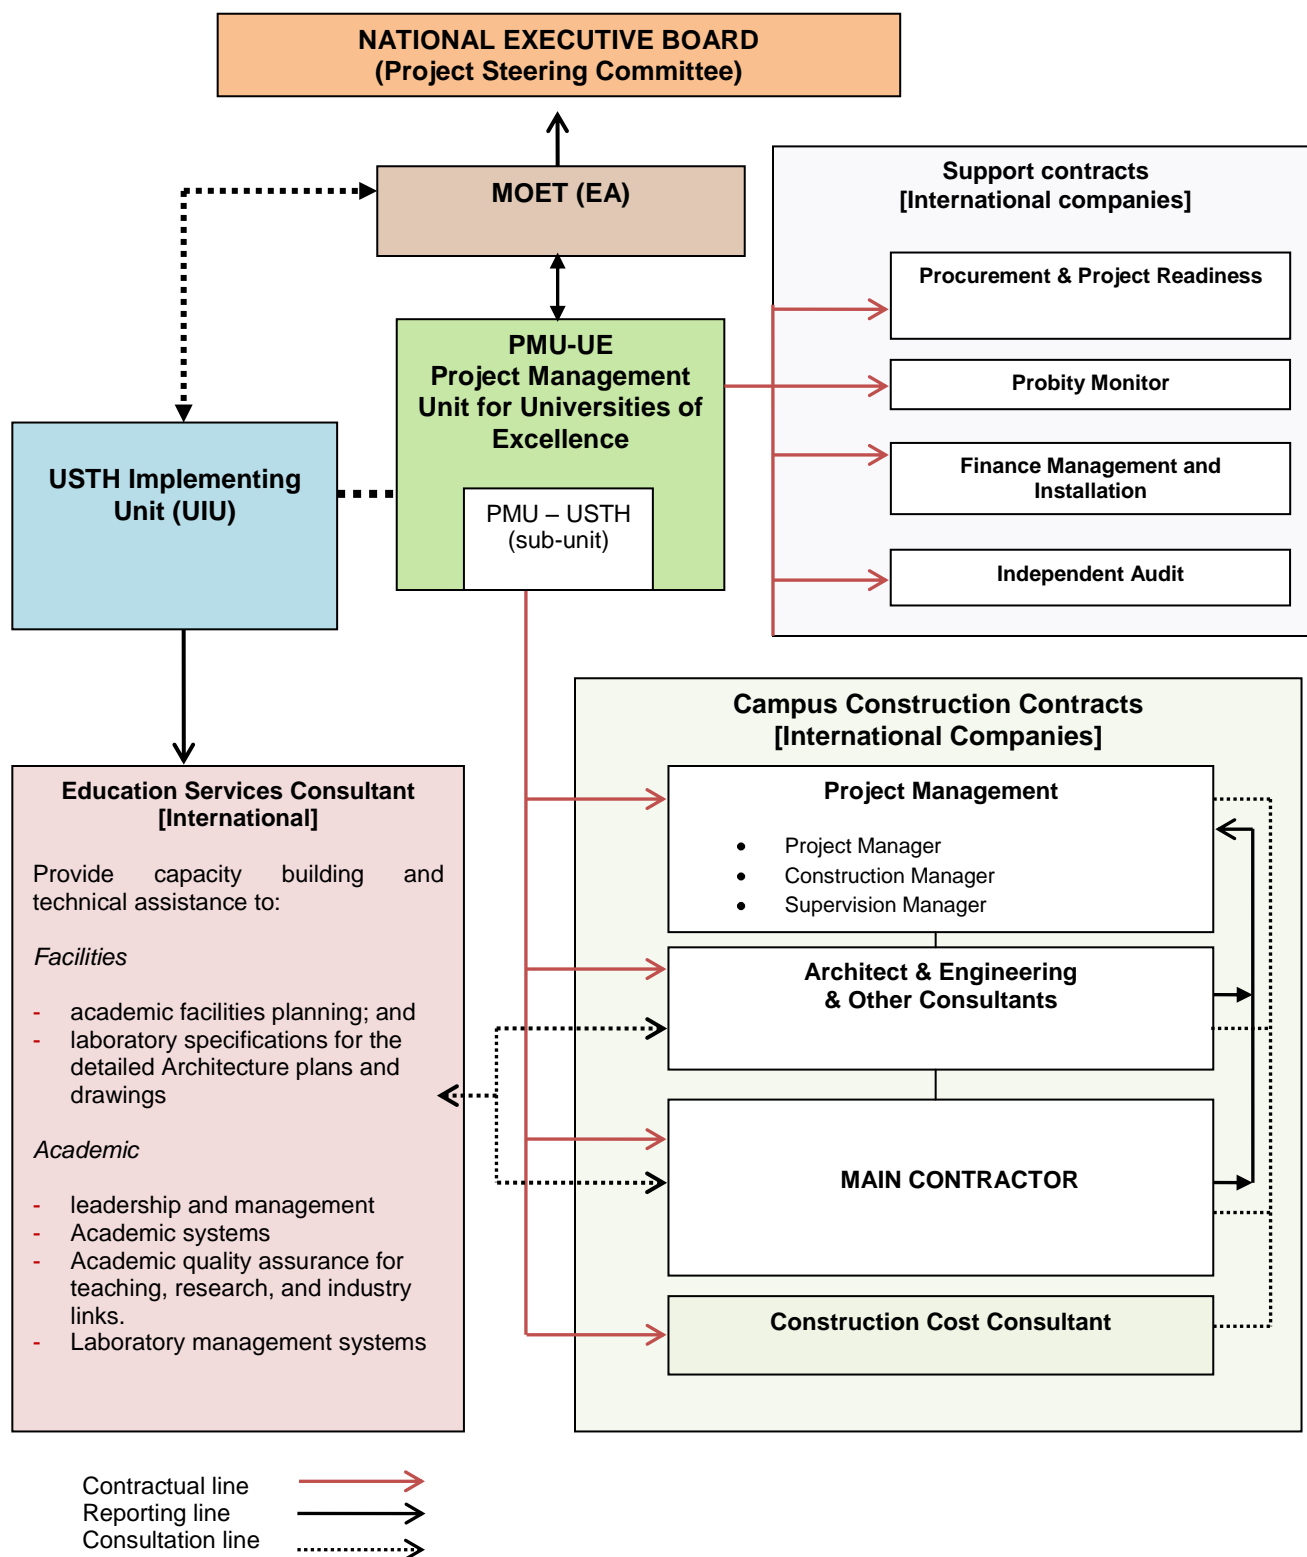 NATIONAL EXECUTIVE BOARD
(Project Steering Committee)
MOET (EA)
Support contracts
[International companies]
Procurement & Project Readiness
Probity Monitor
Finance Management and
Installation
Independent Audit
PMU-UE
Project Management
Unit for Universities of
Excellence
PMU – USTH
(sub-unit)
USTH Implementing
Unit (UIU)
Education Services Consultant
[International]
Provide capacity building and
technical assistance to:
Facilities
- academic facilities planning; and
- laboratory specifications for the
detailed Architecture plans and
drawings
Academic
- leadership and management
- Academic systems
- Academic quality assurance for
teaching, research, and industry
links.
- Laboratory management systems
Campus Construction Contracts
[International Companies]
Project Management
• Project Manager
• Construction Manager
• Supervision Manager
Architect & Engineering
& Other Consultants
MAIN CONTRACTOR
Construction Cost Consultant
Contractual line
Reporting line
Consultation line